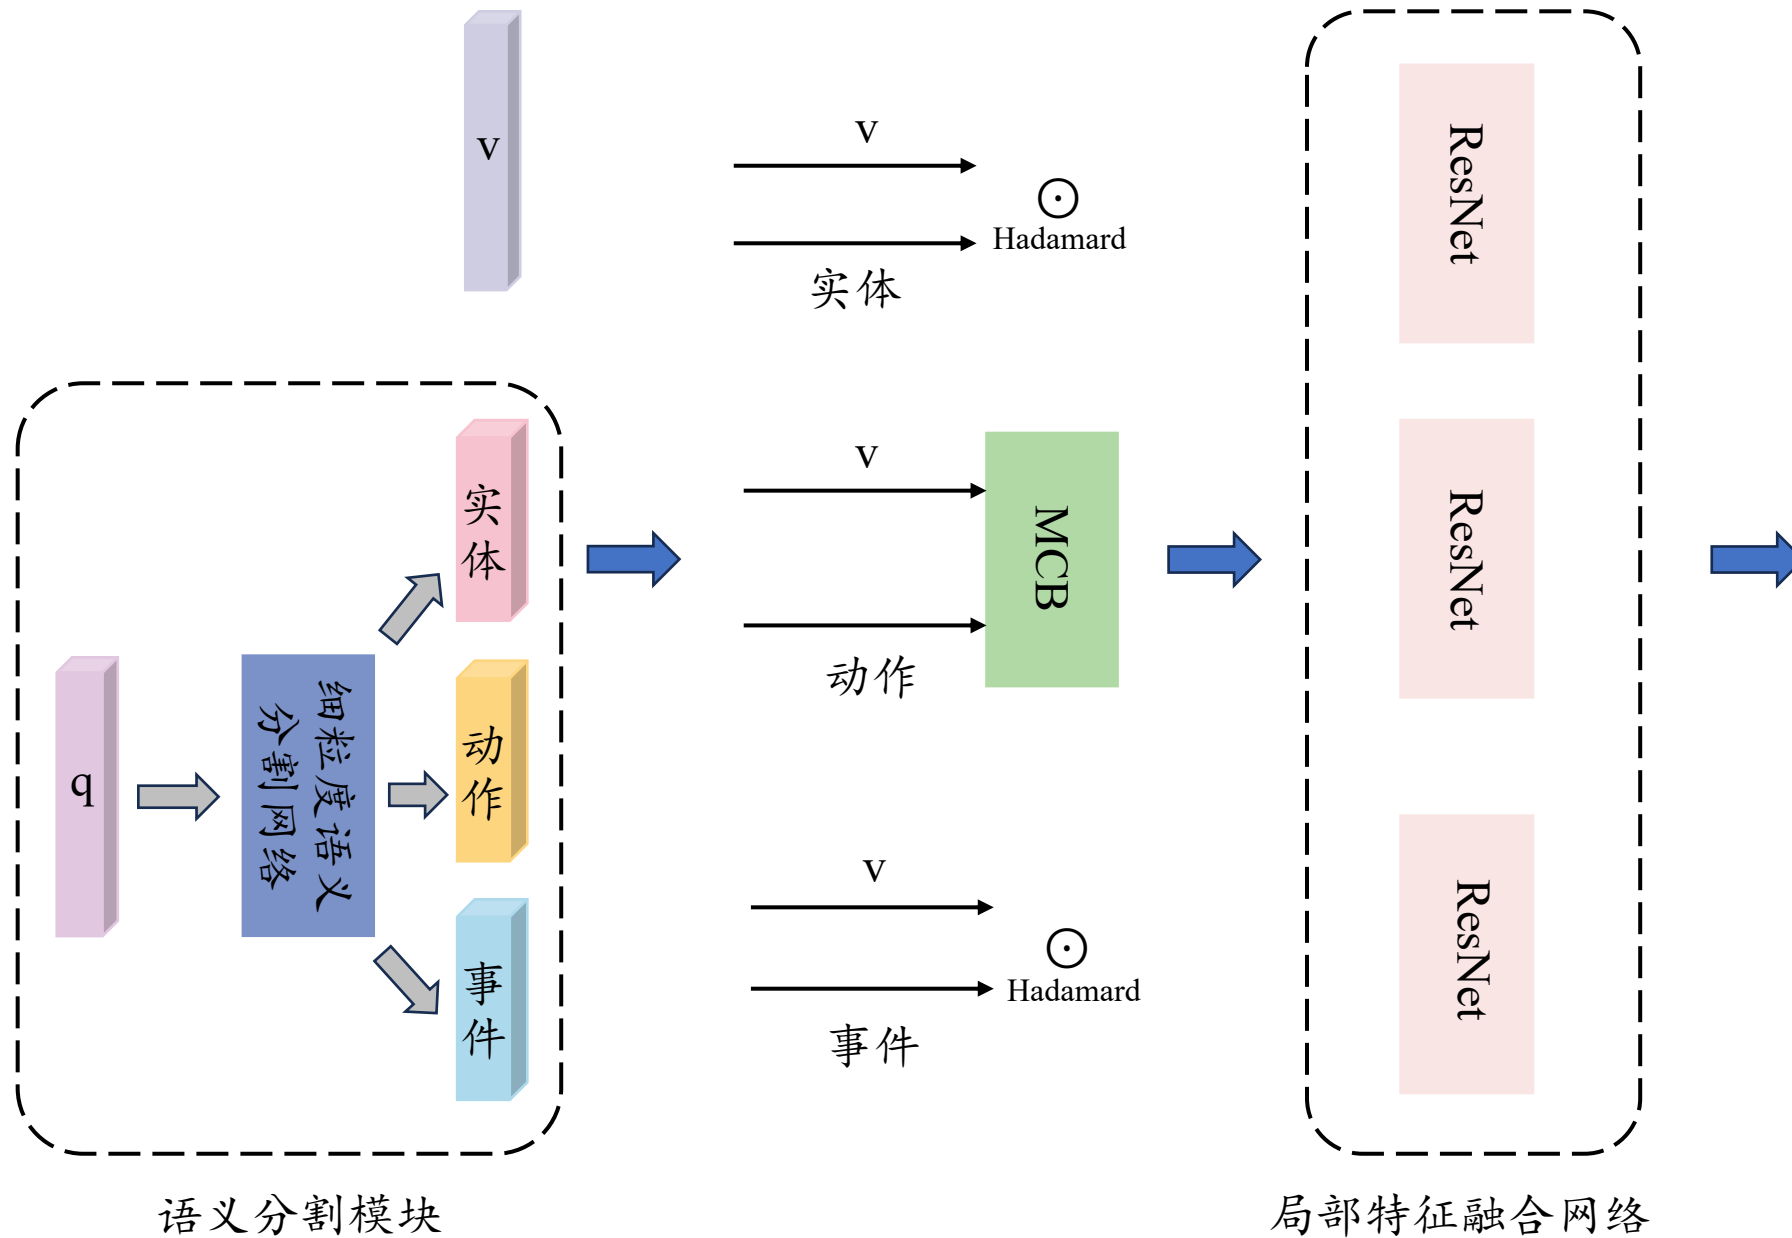 v
v
Hadamard
实体
ResNet
实
体
q
细粒度语义
分割网络
动
作
事
件
v
MCB
动作
ResNet
v
Hadamard
事件
ResNet
语义分割模块
局部特征融合网络